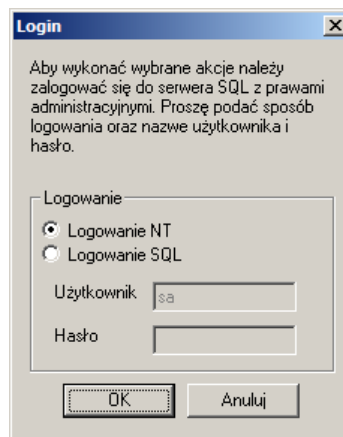 Login
Aby wykonać wybrane akcje należy
zalogować się do serwera SQL z prawami
administracyjnymi. Proszę podać sposób
logowania oraz nazwe użytkownika i
hasło.
Logowanie
Logowanie NT
Logowanie SQL
Użytkownik sa
Hasło
OK Anuluj